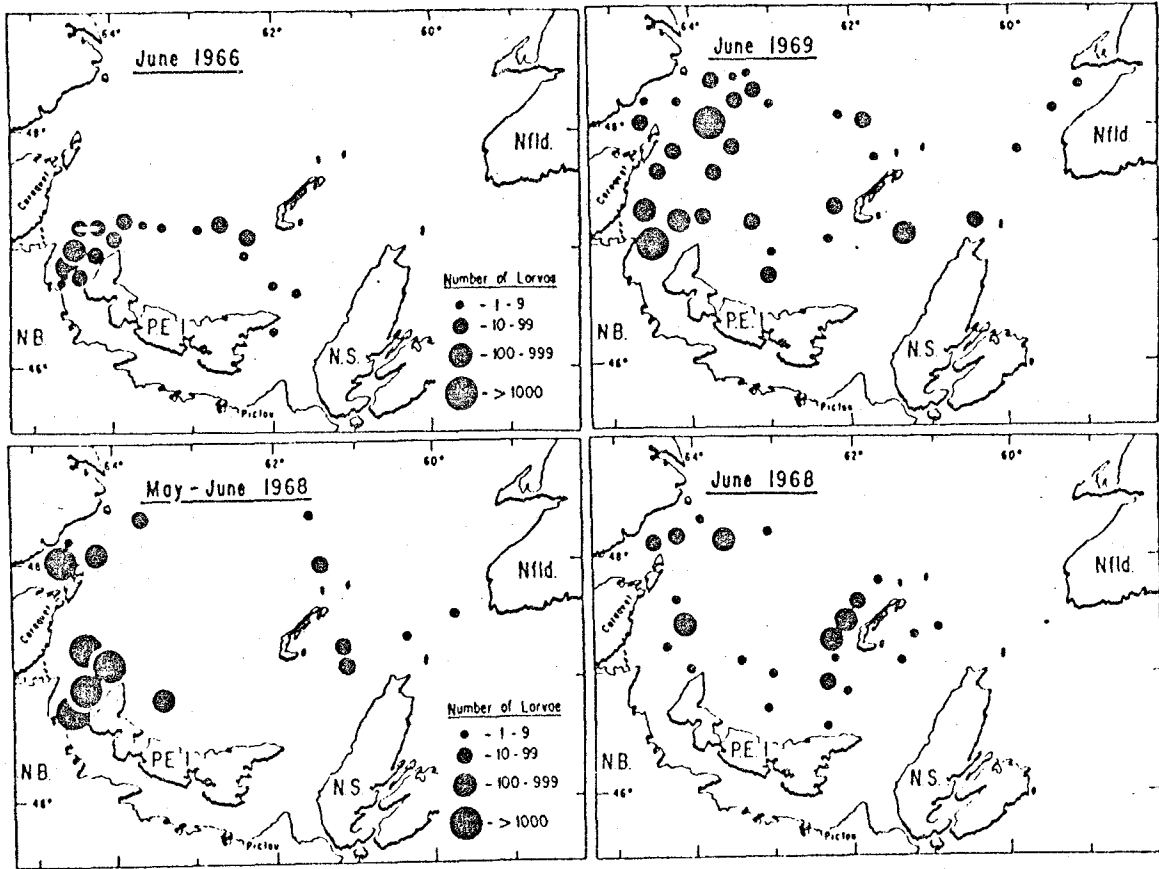 64° 62° 60°
June 1966
48°
Nfld.
Caraquet
Number of Larvae
• - 1 - 9
• - 10 - 99
• - 100 - 999
• - > 1000
N.B.
P.E.I.
N.S.
46°
Pictou
64° 62° 60°
June 1969
48°
Nfld.
Caraquet
N.B.
P.E.I.
N.S.
46°
Pictou
64° 62° 60°
May - June 1968
48°
Nfld.
Caraquet
Number of Larvae
• - 1 - 9
• - 10 - 99
• - 100 - 999
• - > 1000
N.B.
P.E.I.
N.S.
46°
Pictou
64° 62° 60°
June 1968
48°
Nfld.
Caraquet
N.B.
P.E.I.
N.S.
46°
Pictou